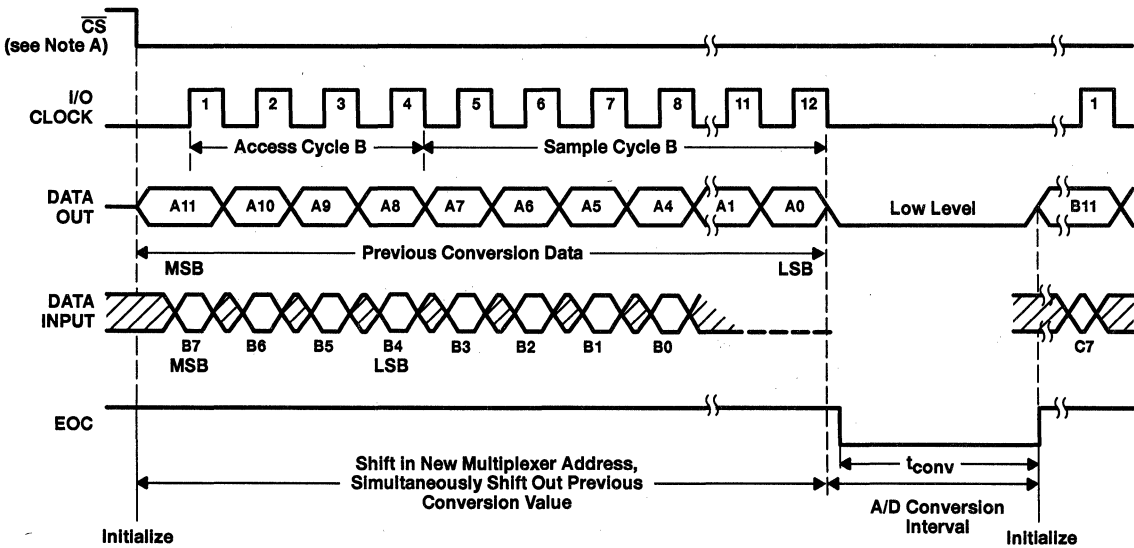 CS
(see Note A)
I/O
CLOCK
1 2 3 4 5 6 7 8 11 12 1
Access Cycle B Sample Cycle B
DATA
OUT
A11 A10 A9 A8 A7 A6 A5 A4 A1 A0 Low Level B11
Previous Conversion Data
MSB LSB
DATA
INPUT
B7 B6 B5 B4 B3 B2 B1 B0 C7
MSB LSB
EOC
tconv
Shift in New Multiplexer Address,
Simultaneously Shift Out Previous
Conversion Value
A/D Conversion
Interval
Initialize Initialize